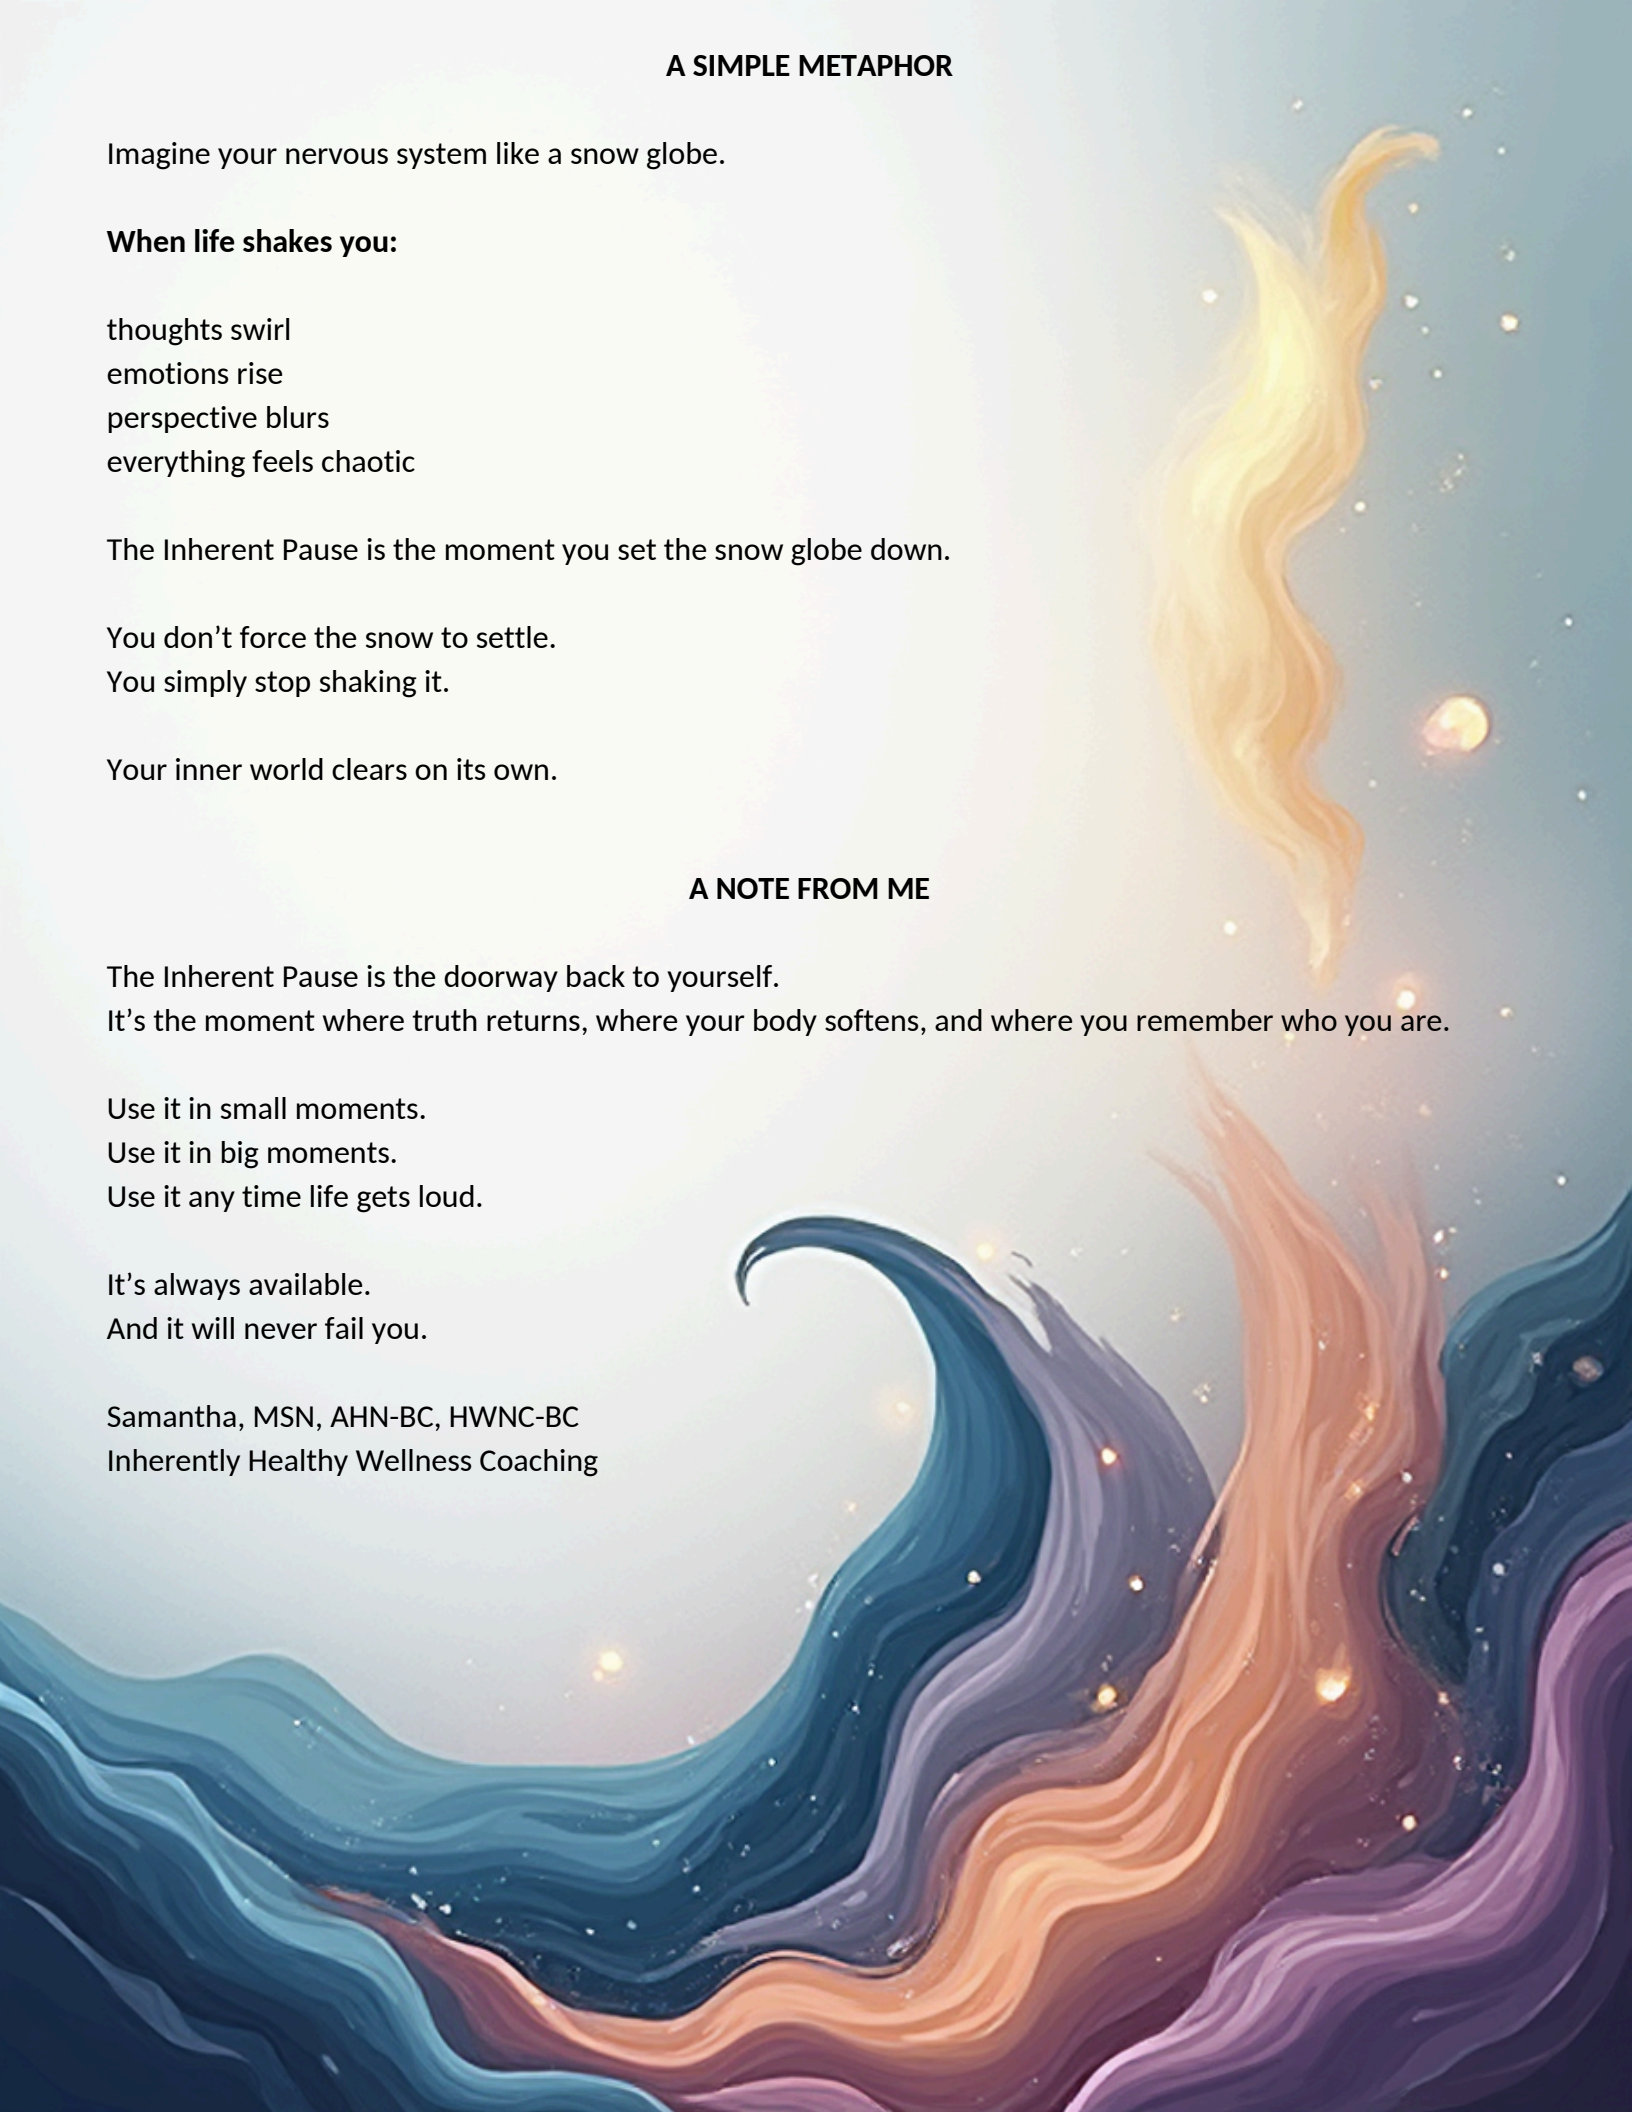 A SIMPLE METAPHOR
Imagine your nervous system like a snow globe.
When life shakes you:
thoughts swirl
emotions rise
perspective blurs
everything feels chaotic
The Inherent Pause is the moment you set the snow globe down.
You don’t force the snow to settle.
You simply stop shaking it.
Your inner world clears on its own.
A NOTE FROM ME
The Inherent Pause is the doorway back to yourself.
It’s the moment where truth returns, where your body softens, and where you remember who you are.
Use it in small moments.
Use it in big moments.
Use it any time life gets loud.
It’s always available.
And it will never fail you.
Samantha, MSN, AHN-BC, HWNC-BC
Inherently Healthy Wellness Coaching